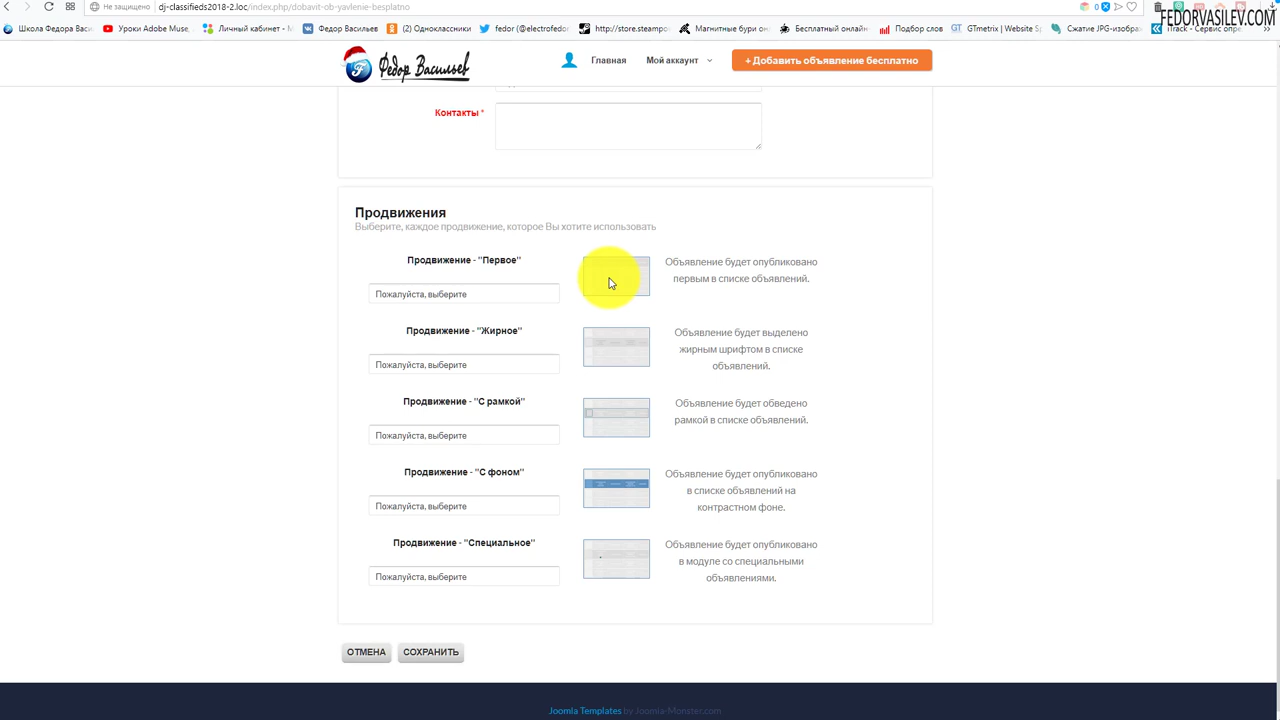 Не защищено dj-classifieds2018-2.loc/index.php/dobavit-ob-yavlenie-besplatno
FEDORVASILEV.COM
Школа Федора Васи Уроки Adobe Muse, Личный кабинет - M Федор Васильев (2) Одноклассники fedor (@electrofedor http://store.steampo Магнитные бури он Бесплатный онлайн Подбор слов GTmetrix | Website S Сжатие JPG-изобра iTrack - Сервис опр
Федор Васильев
Главная Мой аккаунт + Добавить объявление бесплатно
Контакты *
Продвижения
Выберите, каждое продвижение, которое Вы хотите использовать
Продвижение - "Первое"
Пожалуйста, выберите
Объявление будет опубликовано
первым в списке объявлений.
Продвижение - "Жирное"
Пожалуйста, выберите
Объявление будет выделено
жирным шрифтом в списке
объявлений.
Продвижение - "С рамкой"
Пожалуйста, выберите
Объявление будет обведено
рамкой в списке объявлений.
Продвижение - "С фоном"
Пожалуйста, выберите
Объявление будет опубликовано
в списке объявлений на
контрастном фоне.
Продвижение - "Специальное"
Пожалуйста, выберите
Объявление будет опубликовано
в модуле со специальными
объявлениями.
ОТМЕНА СОХРАНИТЬ
Joomla Templates by Joomla-Monster.com